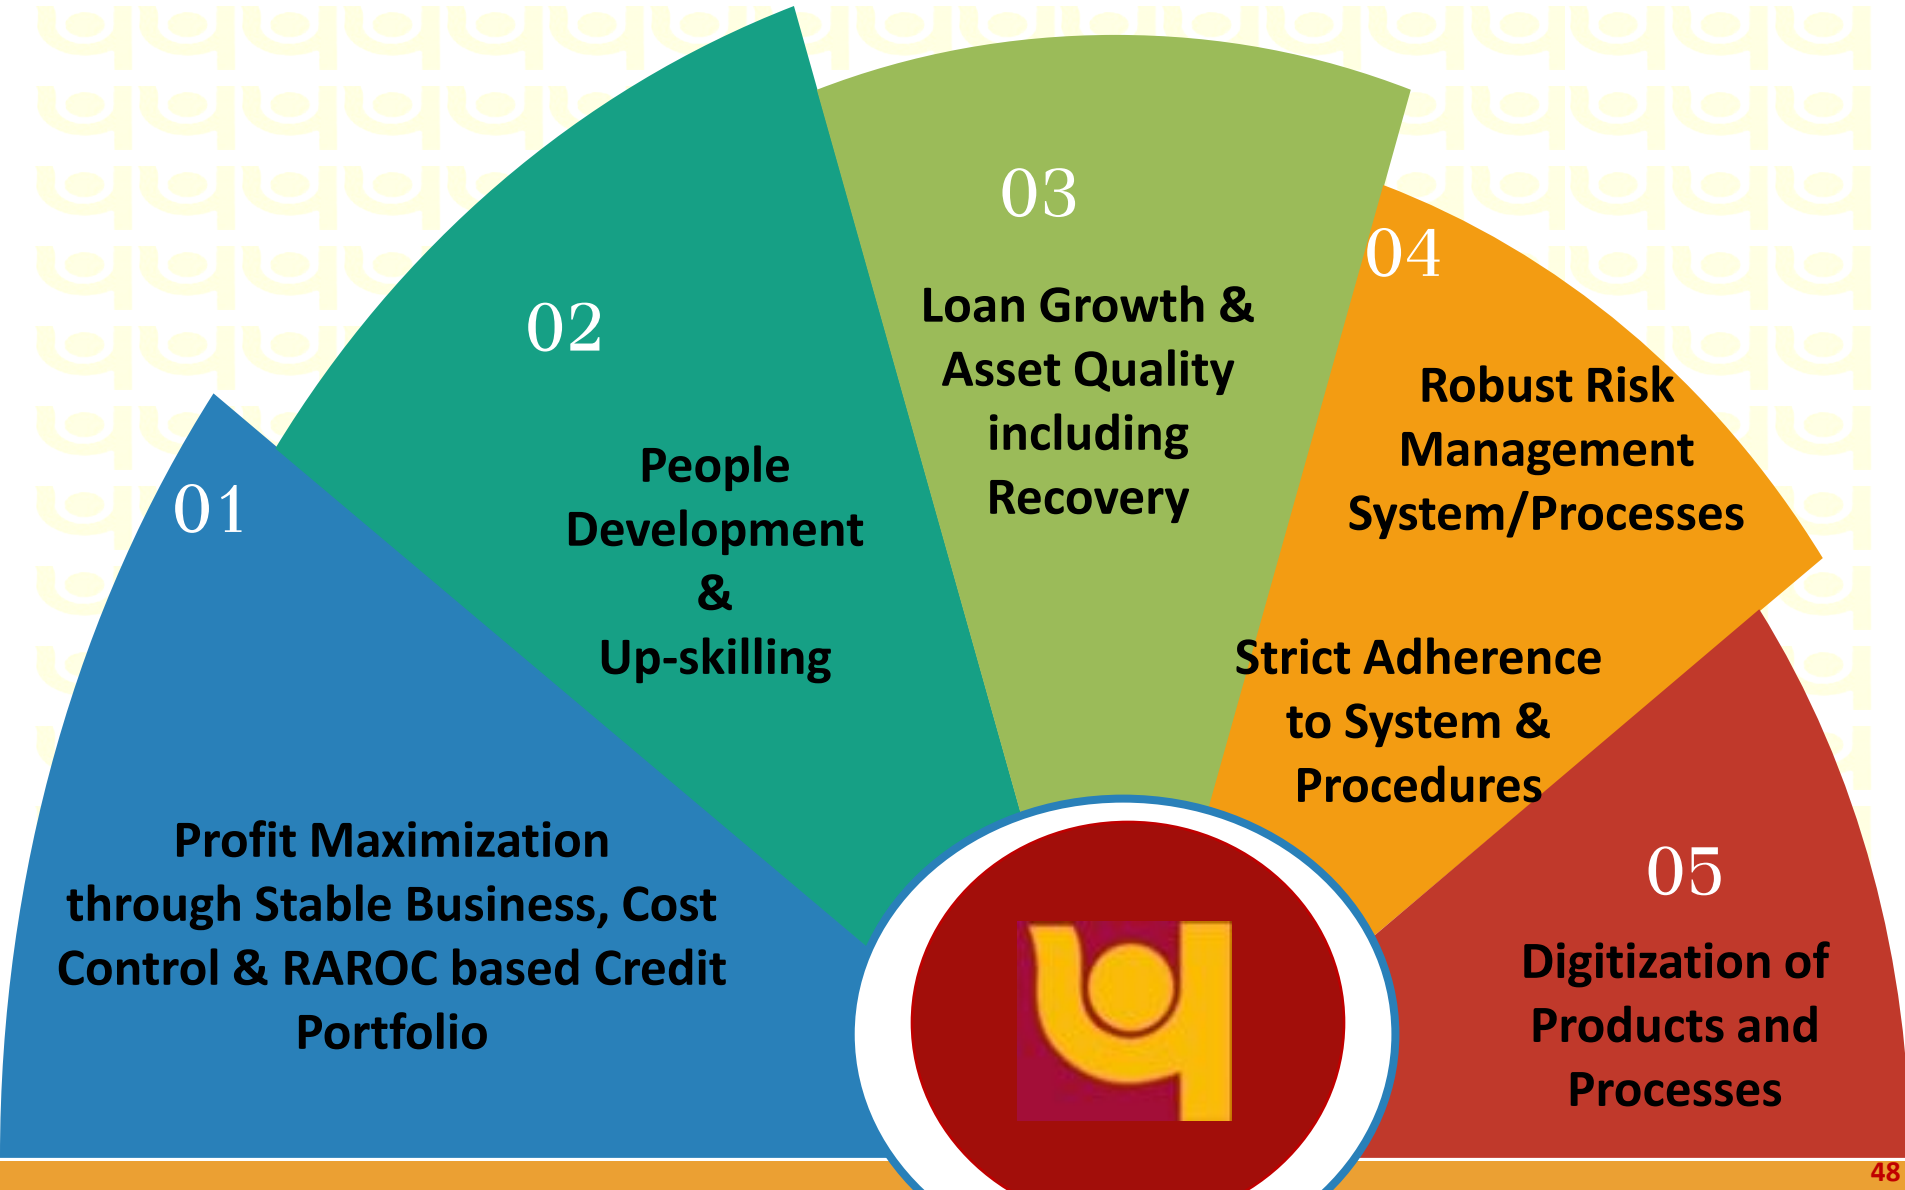 01
Profit Maximization
through Stable Business, Cost
Control & RAROC based Credit
Portfolio
02
People
Development
&
Up-skilling
03
Loan Growth &
Asset Quality
including
Recovery
04
Robust Risk
Management
System/Processes
Strict Adherence
to System &
Procedures
05
Digitization of
Products and
Processes
48